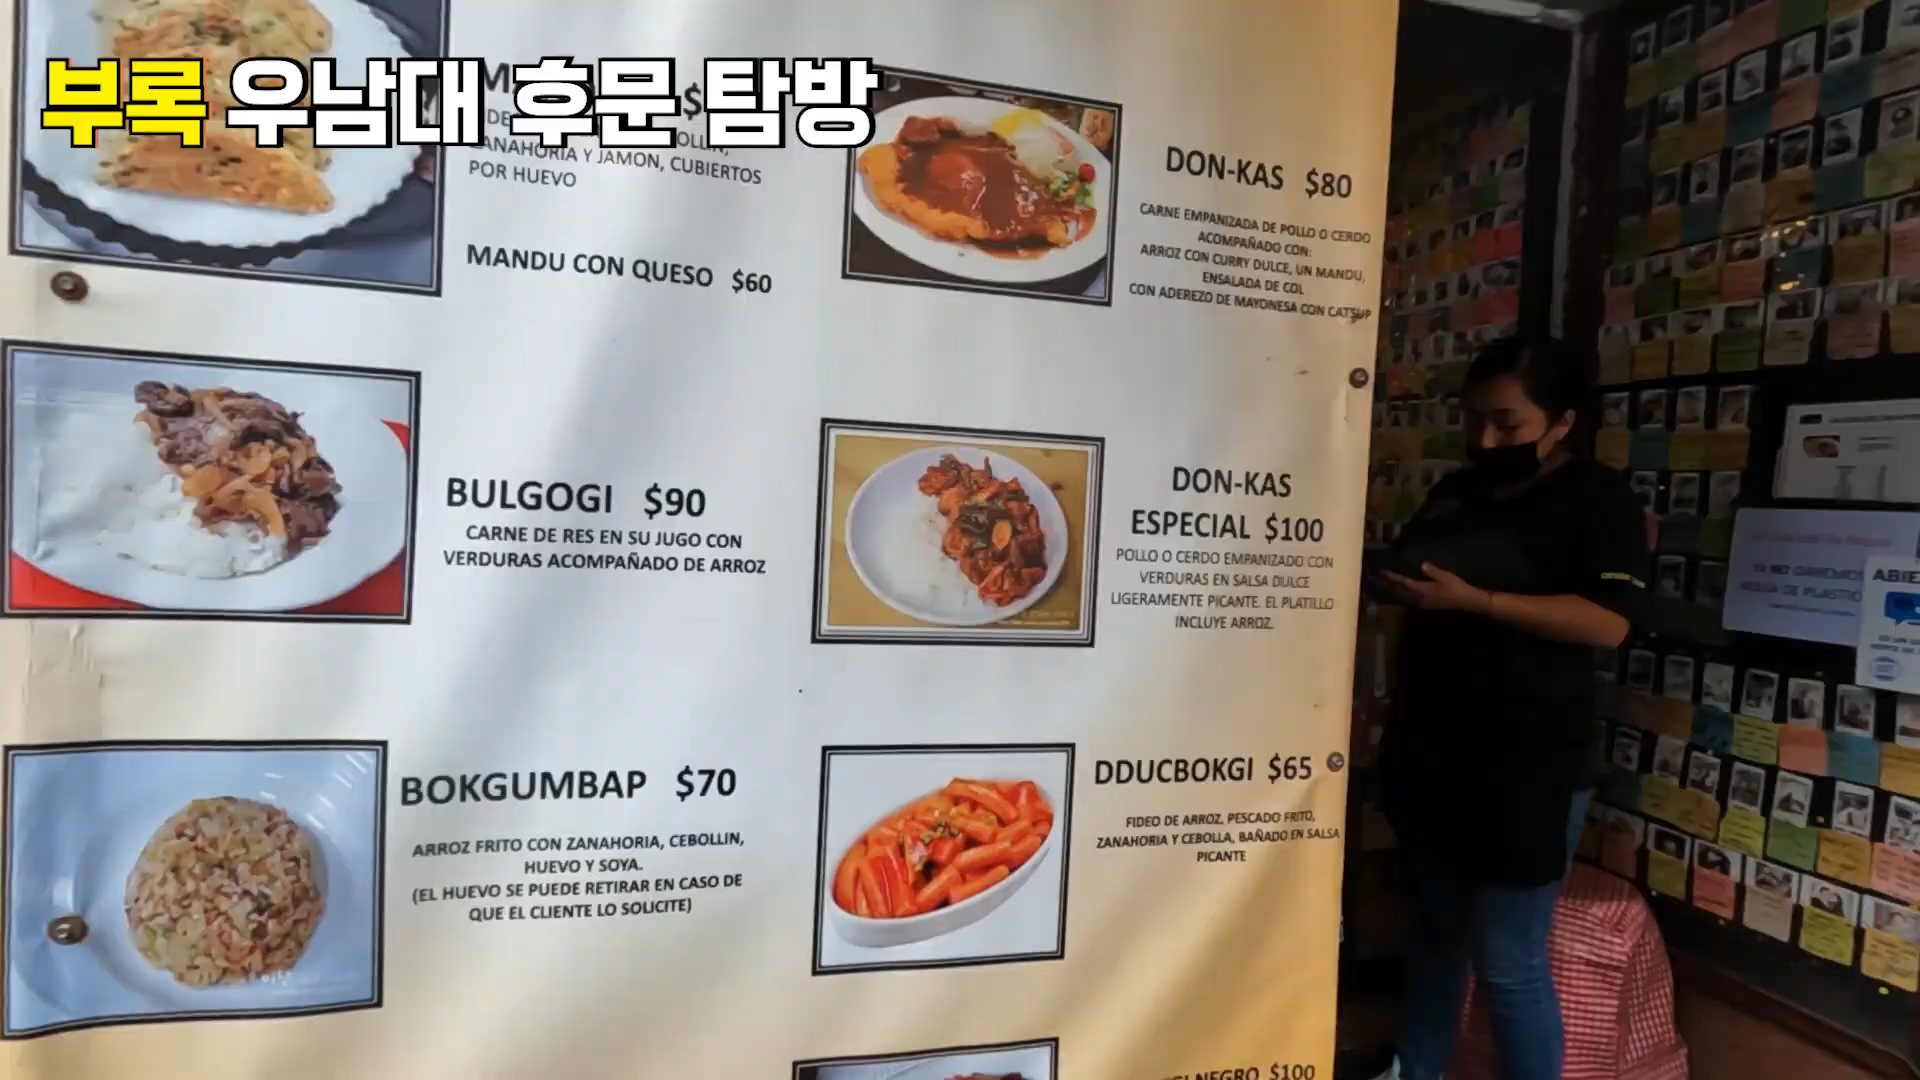 부록 우남대 후문 탐방
ZANAHORIA Y JAMON, CUBIERTOS
POR HUEVO
MANDU CON QUESO $60
BULGOGI $90
CARNE DE RES EN SU JUGO CON
VERDURAS ACOMPAÑADO DE ARROZ
BOKGUMBAP $70
ARROZ FRITO CON ZANAHORIA, CEBOLLIN,
HUEVO Y SOYA.
(EL HUEVO SE PUEDE RETIRAR EN CASO DE
QUE EL CLIENTE LO SOLICITE)
DON-KAS $80
CARNE EMPANIZADA DE POLLO O CERDO
ACOMPAÑADO CON:
ARROZ CON CURRY DULCE, UN MANDU,
ENSALADA DE COL
CON ADEREZO DE MAYONESA CON CATSUP
DON-KAS
ESPECIAL $100
POLLO O CERDO EMPANIZADO CON
VERDURAS EN SALSA DULCE
LIGERAMENTE PICANTE. EL PLATILLO
INCLUYE ARROZ.
DDUCBOKGI $65
FIDEO DE ARROZ, PESCADO FRITO,
ZANAHORIA Y CEBOLLA, BAÑADO EN SALSA
PICANTE
NEGRO $100
YA NO DAREMOS